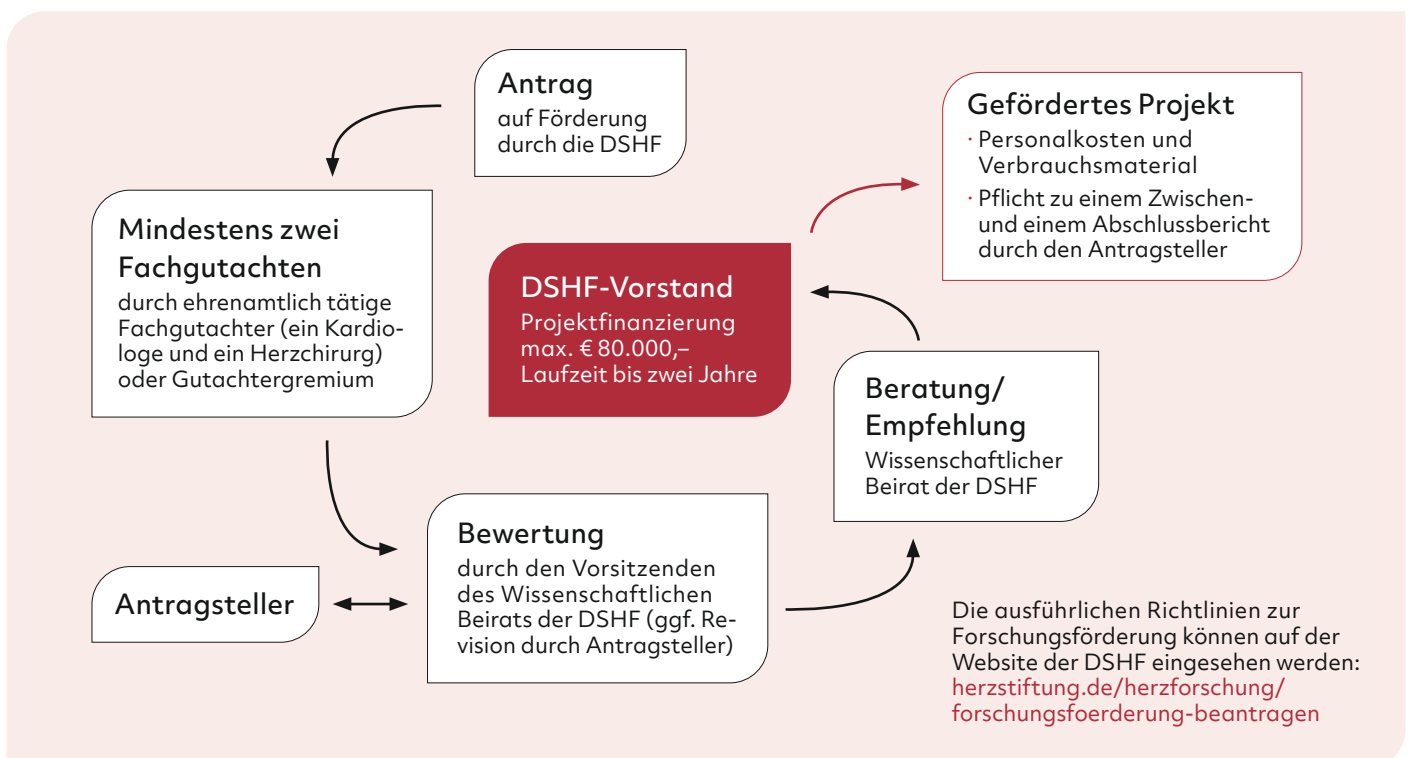 Antrag
auf Förderung
durch die DSHF
Mindestens zwei
Fachgutachten
durch ehrenamtlich tätige
Fachgutachter (ein Kardio-
loge und ein Herzchirurg)
oder Gutachtergremium
Antragsteller
Bewertung
durch den Vorsitzenden
des Wissenschaftlichen
Beirats der DSHF (ggf. Re-
vision durch Antragsteller)
Beratung/
Empfehlung
Wissenschaftlicher
Beirat der DSHF
DSHF-Vorstand
Projektfinanzierung
max. € 80.000,–
Laufzeit bis zwei Jahre
Gefördertes Projekt
· Personalkosten und
Verbrauchsmaterial
· Pflicht zu einem Zwischen-
und einem Abschlussbericht
durch den Antragsteller
Die ausführlichen Richtlinien zur
Forschungsförderung können auf der
Website der DSHF eingesehen werden:
herzstiftung.de/herzforschung/
forschungsfoerderung-beantragen